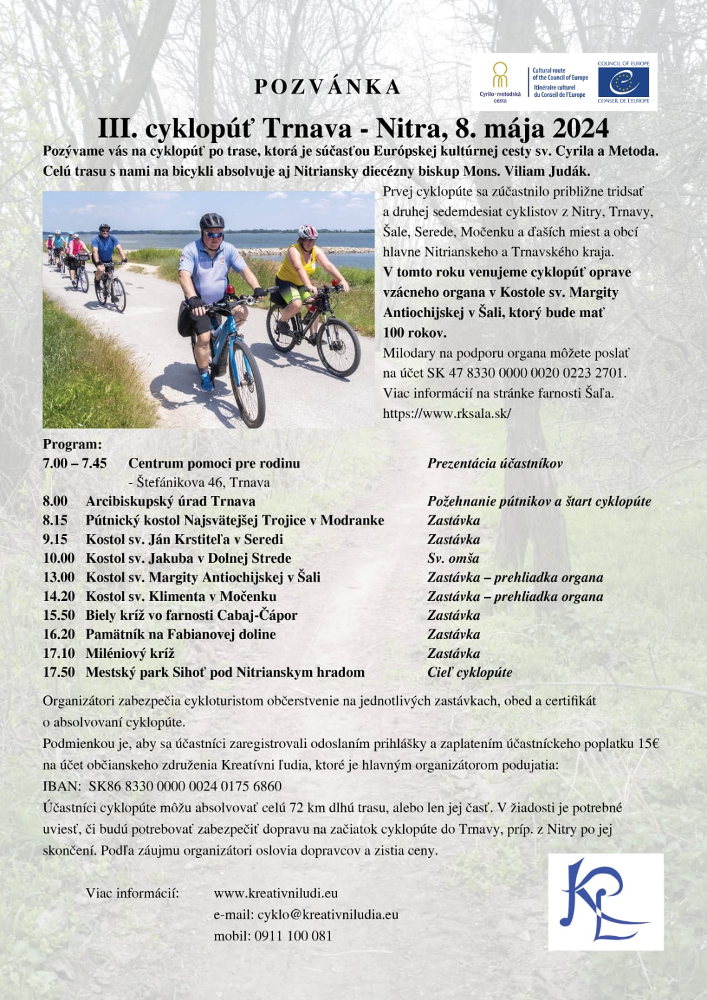 POZVÁNKA
Cyrilo-metodská
cesta
Cultural route
of the Council of Europe
Itinéraire culturel
du Conseil de l'Europe
COUNCIL OF EUROPE
CONSEIL DE L'EUROPE
III. cyklopúť Trnava - Nitra, 8. mája 2024
Pozývame vás na cyklopúť po trase, ktorá je súčasťou Európskej kultúrnej cesty sv. Cyrila a Metoda.
Celú trasu s nami na bicykli absolvuje aj Nitriansky diecézny biskup Mons. Viliam Judák.
Prvej cyklopúte sa zúčastnilo približne tridsať
a druhej sedemdesiat cyklistov z Nitry, Trnavy,
Šale, Serede, Močenku a ďaších miest a obcí
hlavne Nitrianskeho a Trnavského kraja.
V tomto roku venujeme cyklopúť oprave
vzácneho organa v Kostole sv. Margity
Antiochijskej v Šali, ktorý bude mať
100 rokov.
Milodary na podporu organa môžete poslať
na účet SK 47 8330 0000 0020 0223 2701.
Viac informácií na stránke farnosti Šaľa.
https://www.rksala.sk/
Program:
7.00 – 7.45 Centrum pomoci pre rodinu Prezentácia účastníkov
- Štefánikova 46, Trnava
8.00 Arcibiskupský úrad Trnava Požehnanie pútnikov a štart cyklopúte
8.15 Pútnický kostol Najsvätejšej Trojice v Modranke Zastávka
9.15 Kostol sv. Ján Krstiteľa v Seredi Zastávka
10.00 Kostol sv. Jakuba v Dolnej Strede Sv. omša
13.00 Kostol sv. Margity Antiochijskej v Šali Zastávka – prehliadka organa
14.20 Kostol sv. Klimenta v Močenku Zastávka – prehliadka organa
15.50 Biely kríž vo farnosti Cabaj-Čápor Zastávka
16.20 Pamätník na Fabianovej doline Zastávka
17.10 Miléniový kríž Zastávka
17.50 Mestský park Sihoť pod Nitrianskym hradom Cieľ cyklopúte
Organizátori zabezpečia cykloturistom občerstvenie na jednotlivých zastávkach, obed a certifikát
o absolvovaní cyklopúte.
Podmienkou je, aby sa účastníci zaregistrovali odoslaním prihlášky a zaplatením účastníckeho poplatku 15€
na účet občianskeho združenia Kreatívni ľudia, ktoré je hlavným organizátorom podujatia:
IBAN: SK86 8330 0000 0024 0175 6860
Účastníci cyklopúte môžu absolvovať celú 72 km dlhú trasu, alebo len jej časť. V žiadosti je potrebné
uviesť, či budú potrebovať zabezpečiť dopravu na začiatok cyklopúte do Trnavy, príp. z Nitry po jej
skončení. Podľa záujmu organizátori oslovia dopravcov a zistia ceny.
Viac informácií: www.kreativniludi.eu
e-mail: cyklo@kreativniludia.eu
mobil: 0911 100 081
KL